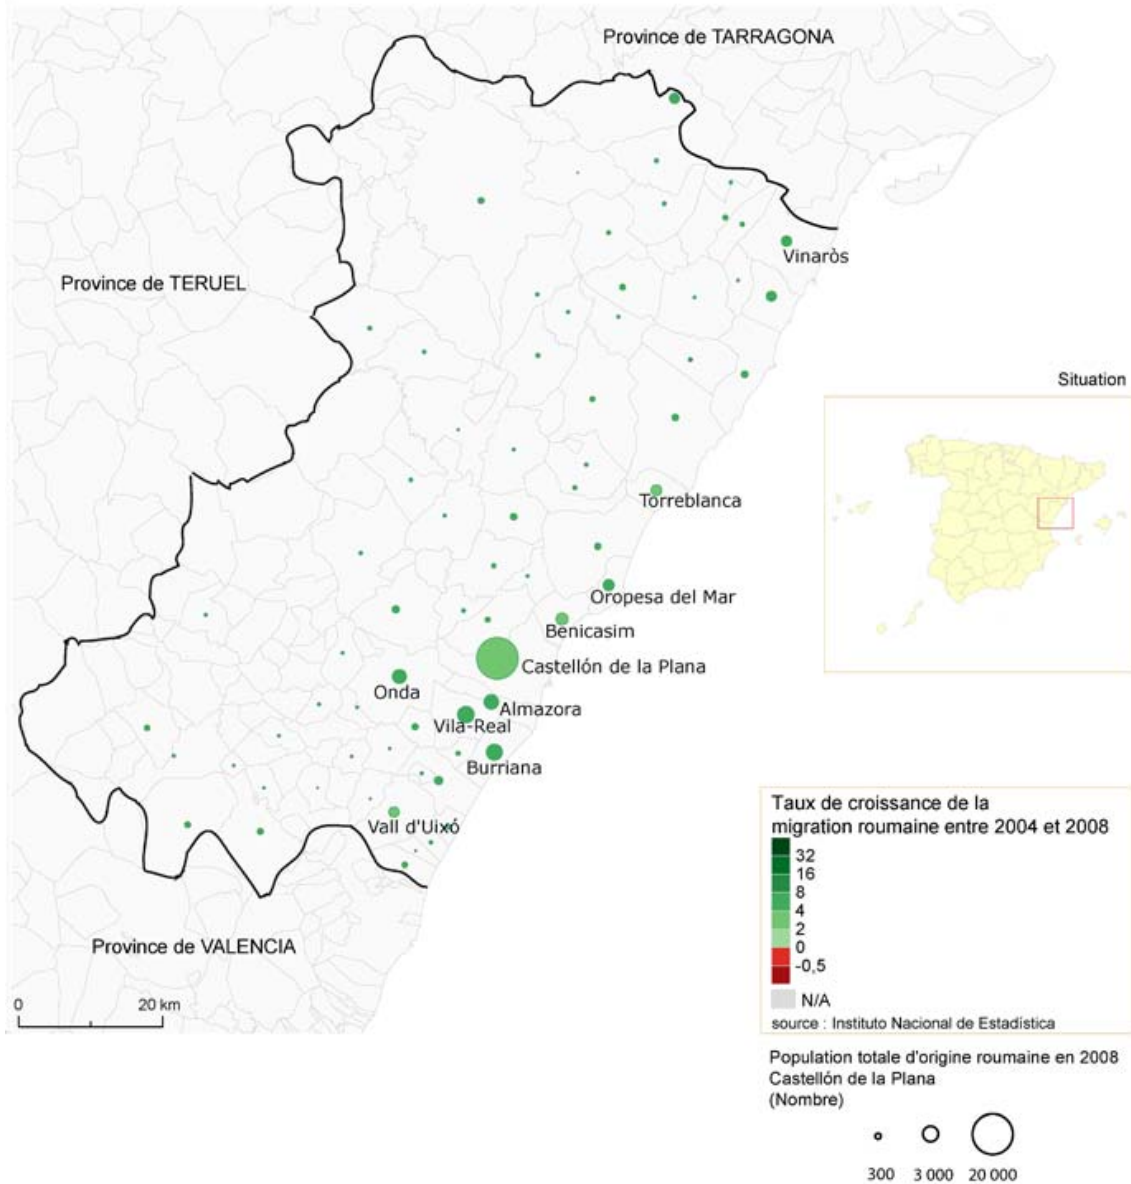 Province de TARRAGONA
Province de TERUEL
Vinaròs
Situation
Torreblanca
Oropesa del Mar
Benicasim
Castellón de la Plana
Onda
Almazora
Vila-Real
Burriana
Vall d'Uixó
Province de VALENCIA
0 20 km
Taux de croissance de la
migration roumaine entre 2004 et 2008
32
16
8
4
2
0
-0,5
N/A
source : Instituto Nacional de Estadística
Population totale d'origine roumaine en 2008
Castellón de la Plana
(Nombre)
300 3 000 20 000